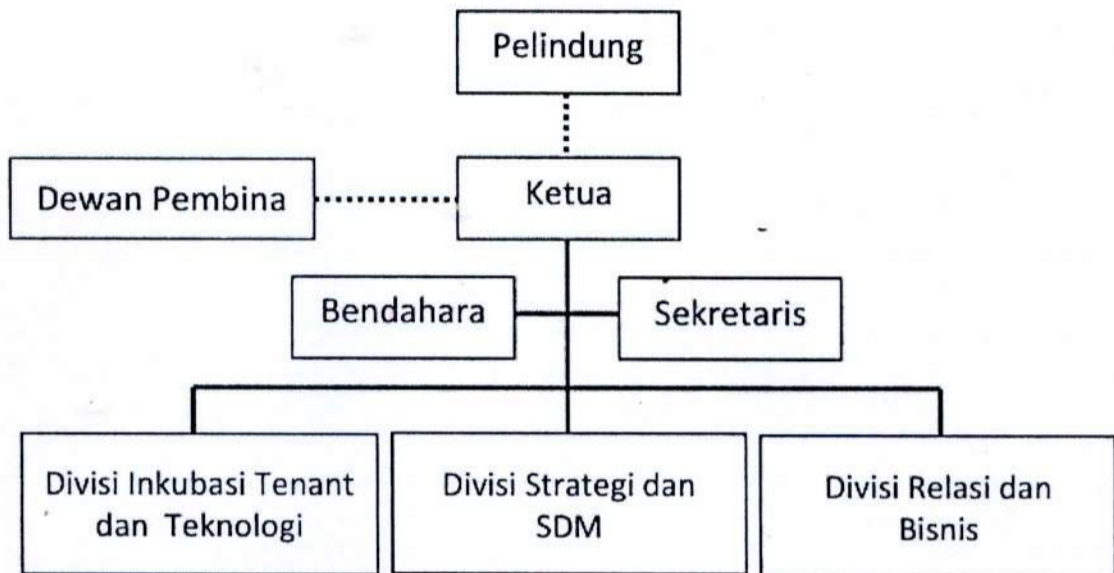 Pelindung
Dewan Pembina
Ketua
Bendahara
Sekretaris
Divisi Inkubasi Tenant
dan Teknologi
Divisi Strategi dan
SDM
Divisi Relasi dan
Bisnis